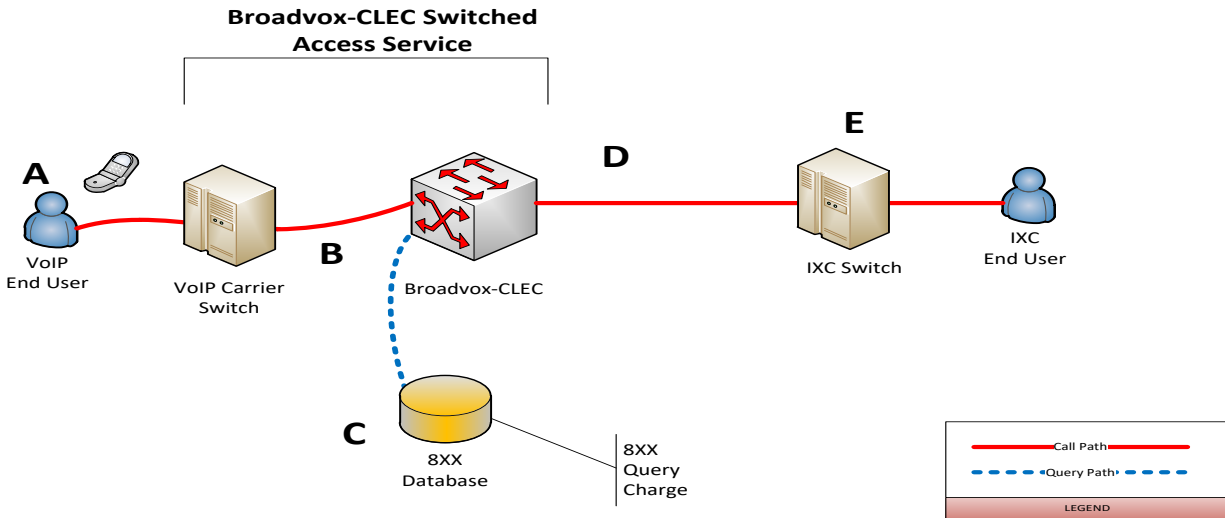 Broadvox-CLEC Switched
Access Service
A
B
C
D
E
VoIP
End User
VoIP Carrier
Switch
Broadvox-CLEC
IXC Switch
IXC
End User
8XX
Database
8XX
Query
Charge
Call Path
Query Path
LEGEND